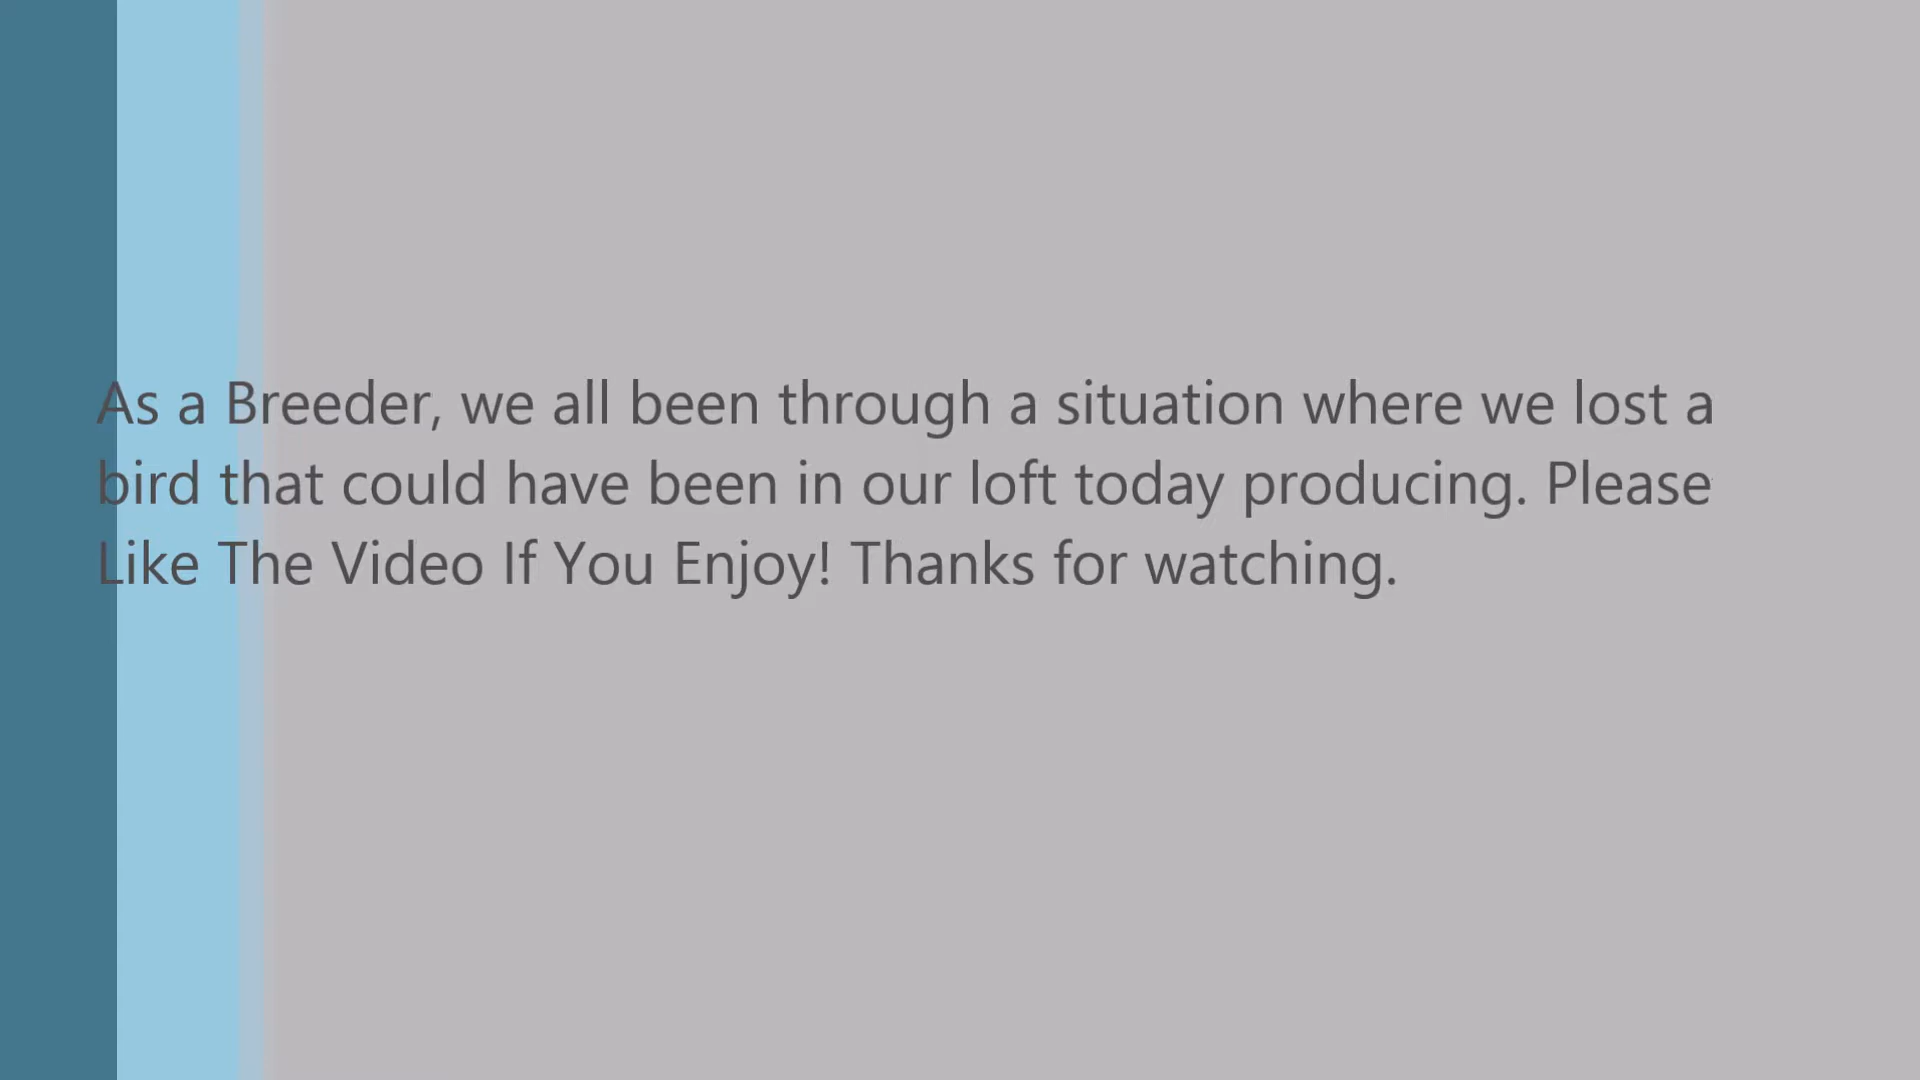 As a Breeder, we all been through a situation where we lost a
bird that could have been in our loft today producing. Please
Like The Video If You Enjoy! Thanks for watching.